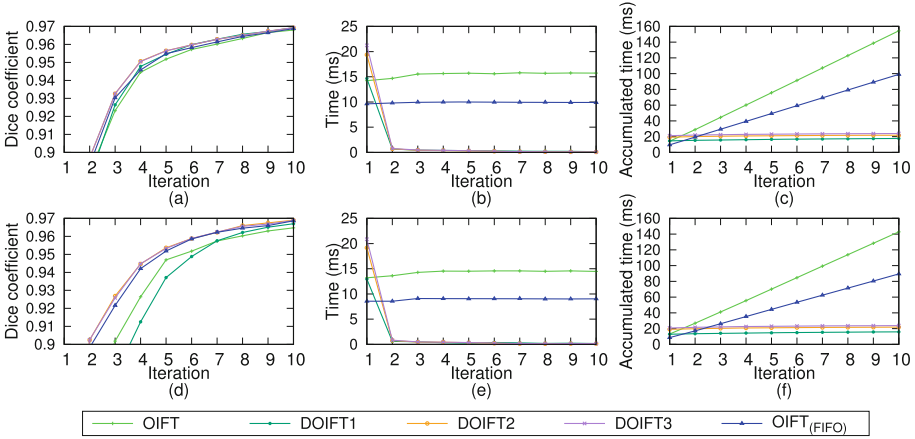 0.97
0.96
0.95
0.94
0.93
0.92
0.91
0.9
Dice coefficient
1 2 3 4 5 6 7 8 9 10
Iteration
(a)
25
20
15
10
5
0
Time (ms)
1 2 3 4 5 6 7 8 9 10
Iteration
(b)
160
140
120
100
80
60
40
20
0
Accumulated time (ms)
1 2 3 4 5 6 7 8 9 10
Iteration
(c)
0.97
0.96
0.95
0.94
0.93
0.92
0.91
0.9
Dice coefficient
1 2 3 4 5 6 7 8 9 10
Iteration
(d)
25
20
15
10
5
0
Time (ms)
1 2 3 4 5 6 7 8 9 10
Iteration
(e)
160
140
120
100
80
60
40
20
0
Accumulated time (ms)
1 2 3 4 5 6 7 8 9 10
Iteration
(f)
OIFT DOIFT1 DOIFT2 DOIFT3 OIFT(FIFO)